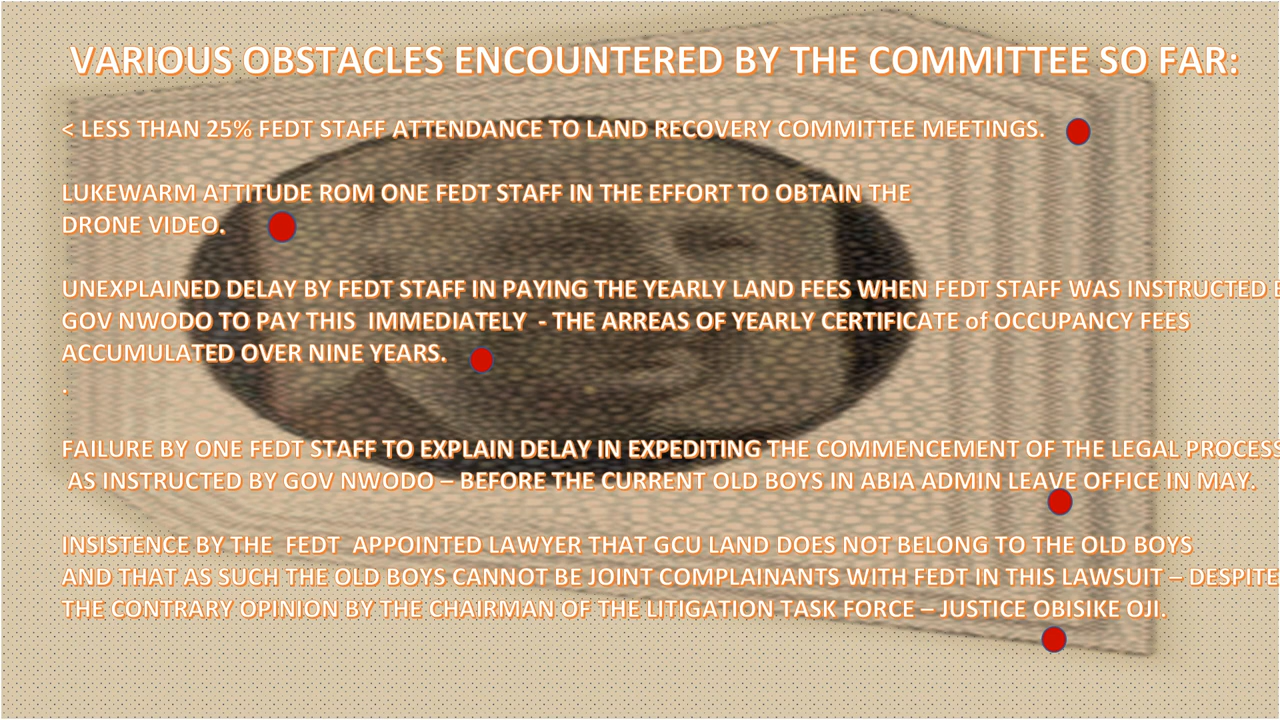 VARIOUS OBSTACLES ENCOUNTERED BY THE COMMITTEE SO FAR:
< LESS THAN 25% FEDT STAFF ATTENDANCE TO LAND RECOVERY COMMITTEE MEETINGS.
LUKEWARM ATTITUDE ROM ONE FEDT STAFF IN THE EFFORT TO OBTAIN THE
DRONE VIDEO.
UNEXPLAINED DELAY BY FEDT STAFF IN PAYING THE YEARLY LAND FEES WHEN FEDT STAFF WAS INSTRUCTED
GOV NWODO TO PAY THIS  IMMEDIATELY  - THE ARREAS OF YEARLY CERTIFICATE of OCCUPANCY FEES
ACCUMULATED OVER NINE YEARS.
.
FAILURE BY ONE FEDT STAFF TO EXPLAIN DELAY IN EXPEDITING THE COMMENCEMENT OF THE LEGAL PROCESS
AS INSTRUCTED BY GOV NWODO – BEFORE THE CURRENT OLD BOYS IN ABIA ADMIN LEAVE OFFICE IN MAY.
INSISTENCE BY THE  FEDT  APPOINTED LAWYER THAT GCU LAND DOES NOT BELONG TO THE OLD BOYS
AND THAT AS SUCH THE OLD BOYS CANNOT BE JOINT COMPLAINANTS WITH FEDT IN THIS LAWSUIT – DESPITE
THE CONTRARY OPINION BY THE CHAIRMAN OF THE LITIGATION TASK FORCE – JUSTICE OBISIKE OJI.